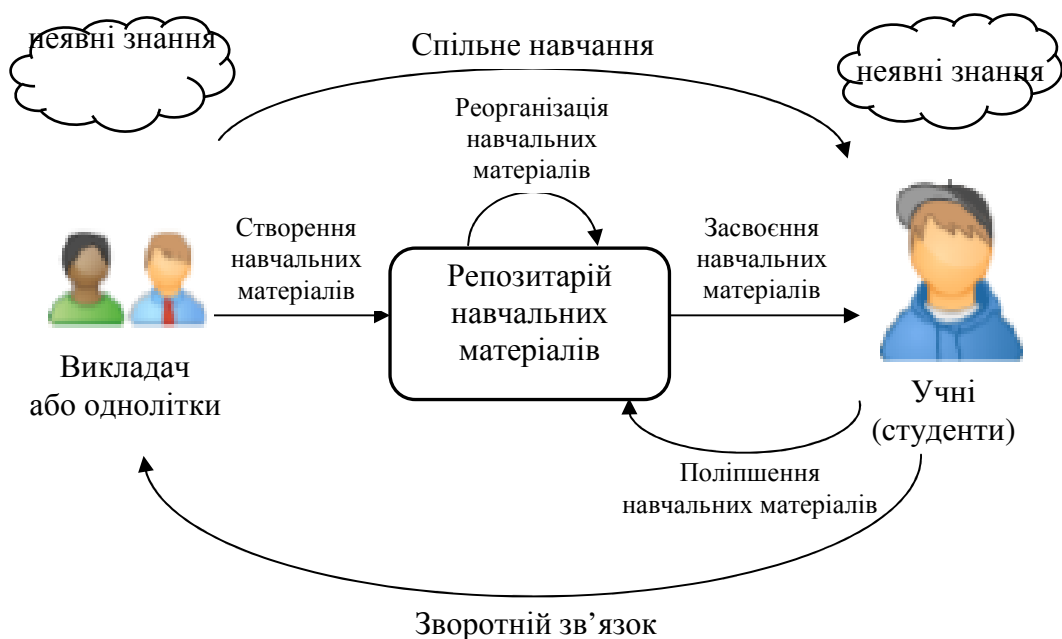 неявні знання
Спільне навчання
неявні знання
Реорганізація
навчальних
матеріалів
Створення
навчальних
матеріалів
Репозитарій
навчальних
матеріалів
Засвоєння
навчальних
матеріалів
Викладач
або однолітки
Учні
(студенти)
Поліпшення
навчальних матеріалів
Зворотній зв’язок